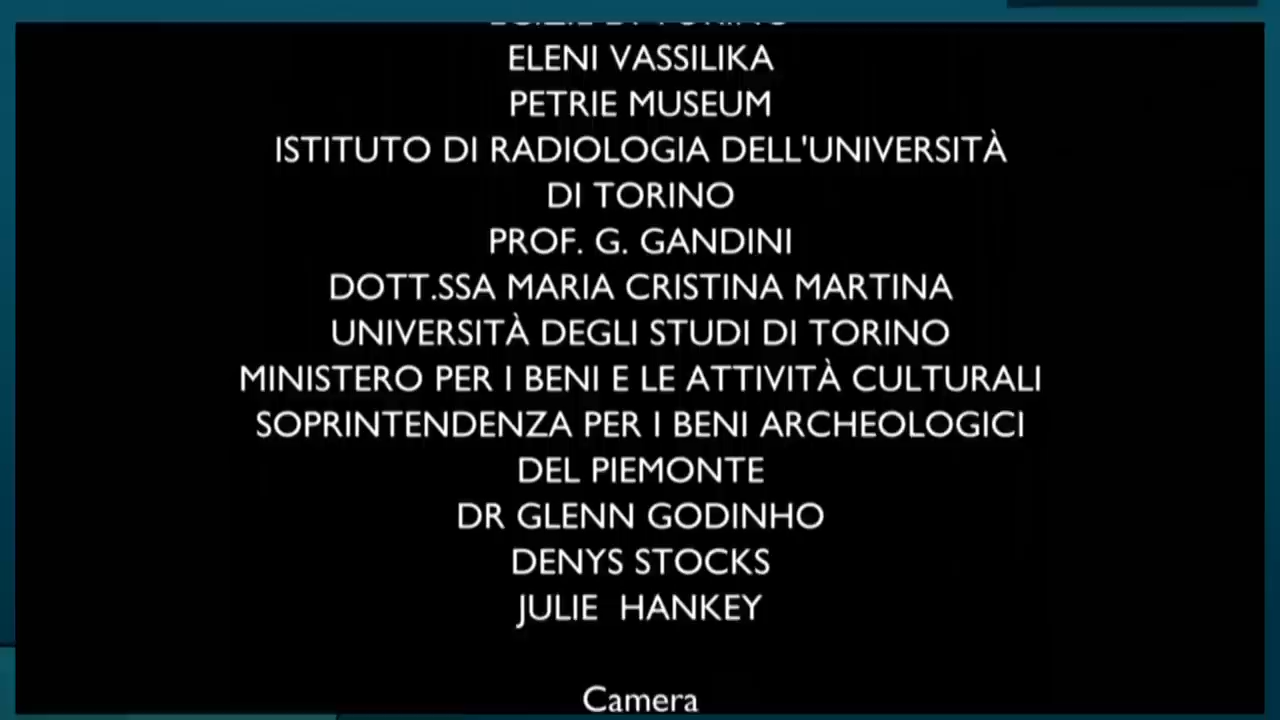 ELENI VASSILIKA
PETRIE MUSEUM
ISTITUTO DI RADIOLOGIA DELL'UNIVERSITÀ
DI TORINO
PROF. G. GANDINI
DOTT.SSA MARIA CRISTINA MARTINA
UNIVERSITÀ DEGLI STUDI DI TORINO
MINISTERO PER I BENI E LE ATTIVITÀ CULTURALI
SOPRINTENDENZA PER I BENI ARCHEOLOGICI
DEL PIEMONTE
DR GLENN GODINHO
DENYS STOCKS
JULIE HANKEY
Camera